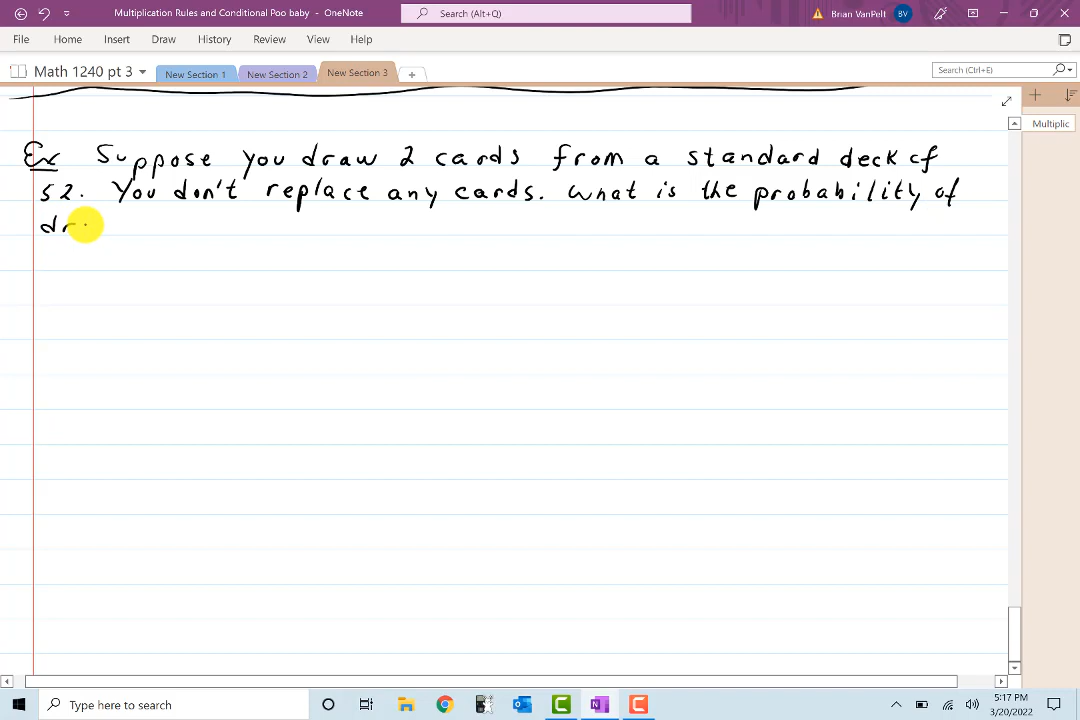 Multiplication Rules and Conditional Poo baby - OneNote
Search (Alt+Q)
Brian VanPelt BV
File Home Insert Draw History Review View Help
Math 1240 pt 3 New Section 1 New Section 2 New Section 3 +
Search (Ctrl+E)
Multiplic
Ex Suppose you draw 2 cards from a standard deck of
52. You don't replace any cards. What is the probability of
dr
Type here to search
5:17 PM
3/20/2022